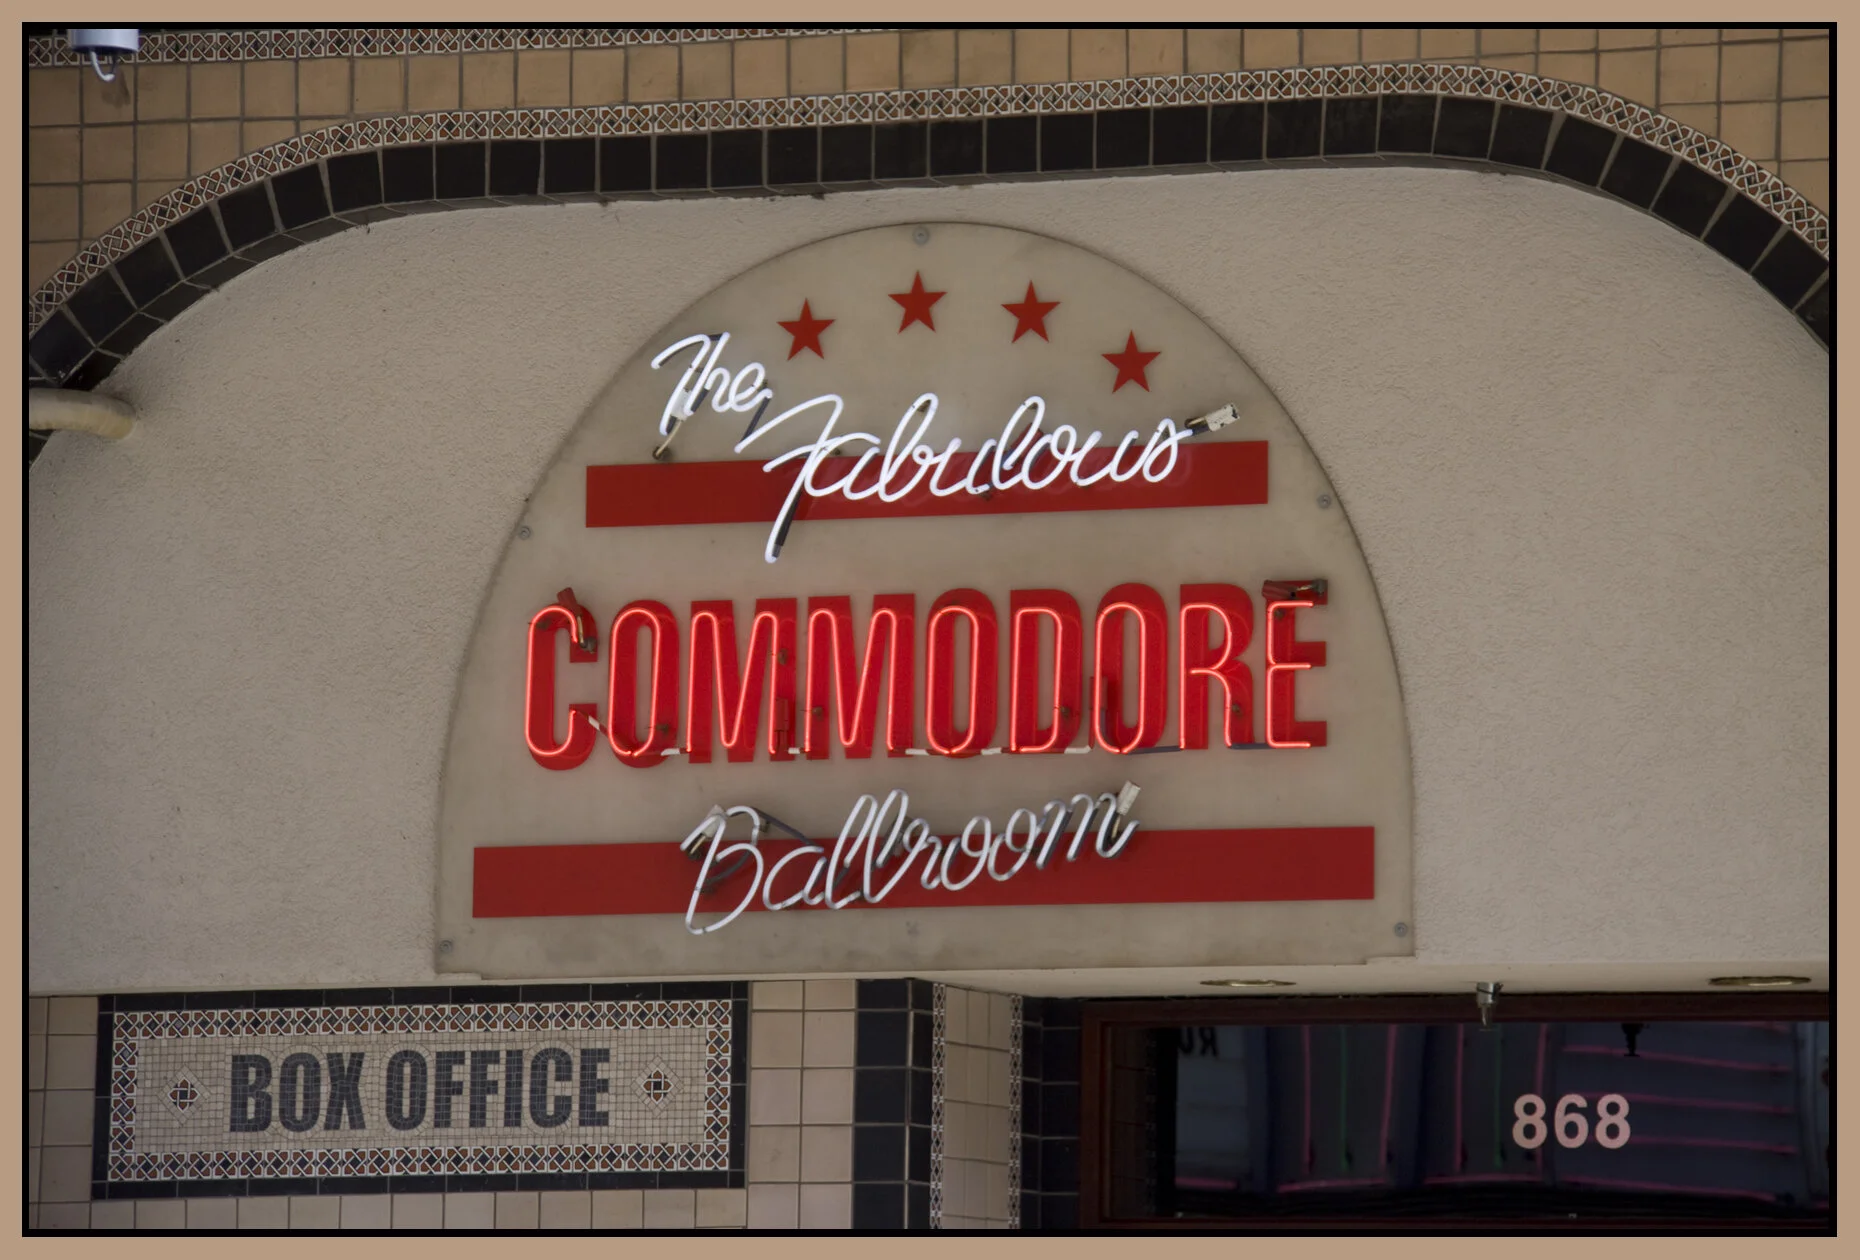 The
Fabulous
COMMODORE
Ballroom
BOX OFFICE
868